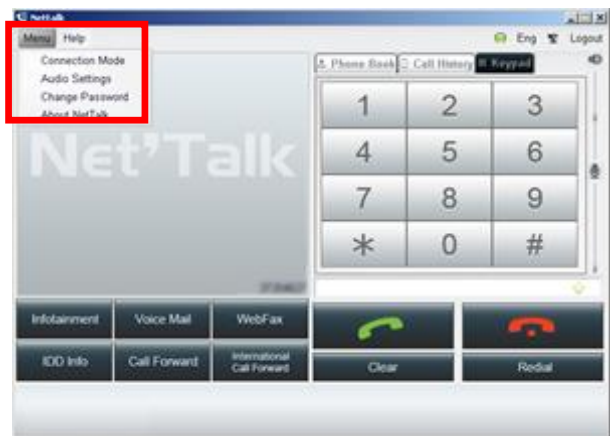 NetTalk
Menu Help
Eng Logout
Connection Mode
Audio Settings
Change Password
About NetTalk
Phone Book Call History Keypad
Net'Talk
1 2 3
4 5 6
7 8 9
* 0 #
Infotainment Voice Mail WebFax
IDD Info Call Forward International
Call Forward
Clear Redial